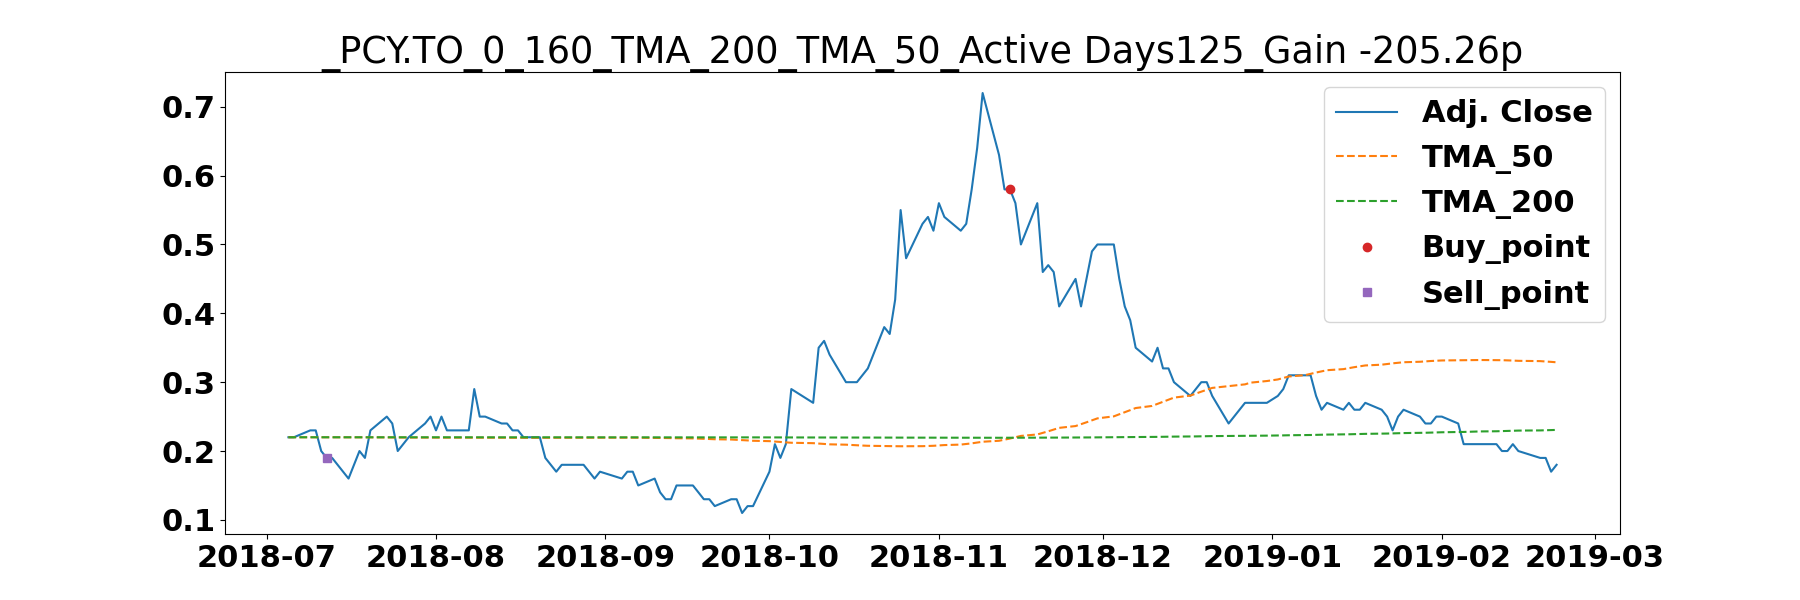 _PCY.TO_0_160_TMA_200_TMA_50_Active Days125_Gain -205.26p
0.7
0.6
0.5
0.4
0.3
0.2
0.1
Adj. Close
TMA_50
TMA_200
Buy_point
Sell_point
2018-07 2018-08 2018-09 2018-10 2018-11 2018-12 2019-01 2019-02 2019-03